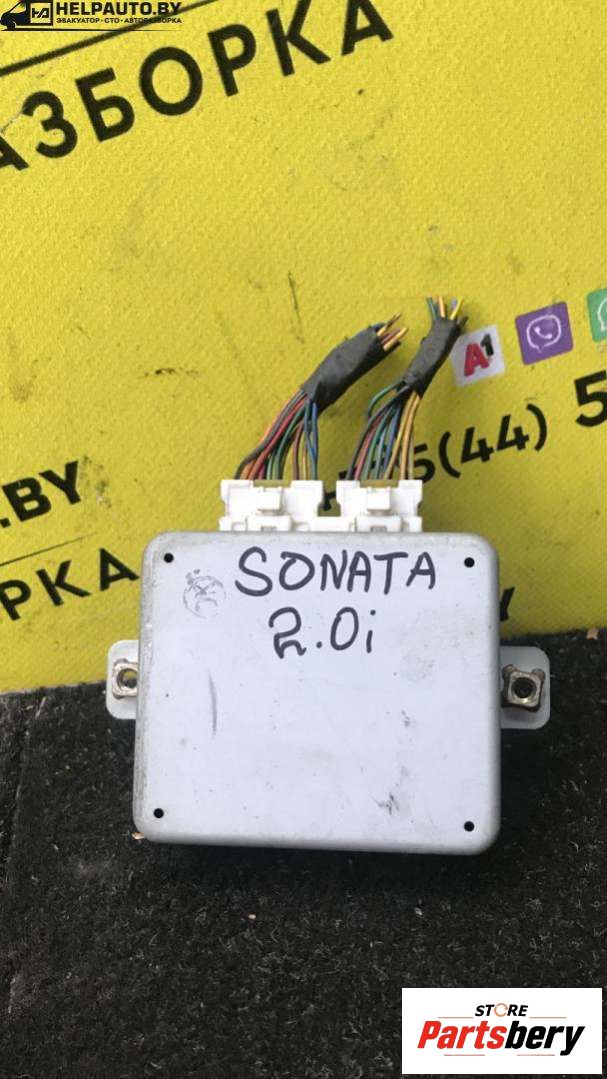 HELPAUTO.BY
ЭВАКУАТОР • СТО • АВТОРАЗБОРКА
АЗБОРКА
A1
5(44) 5
.BY
РКА
SONATA
2.0i
STORE
Partsbery